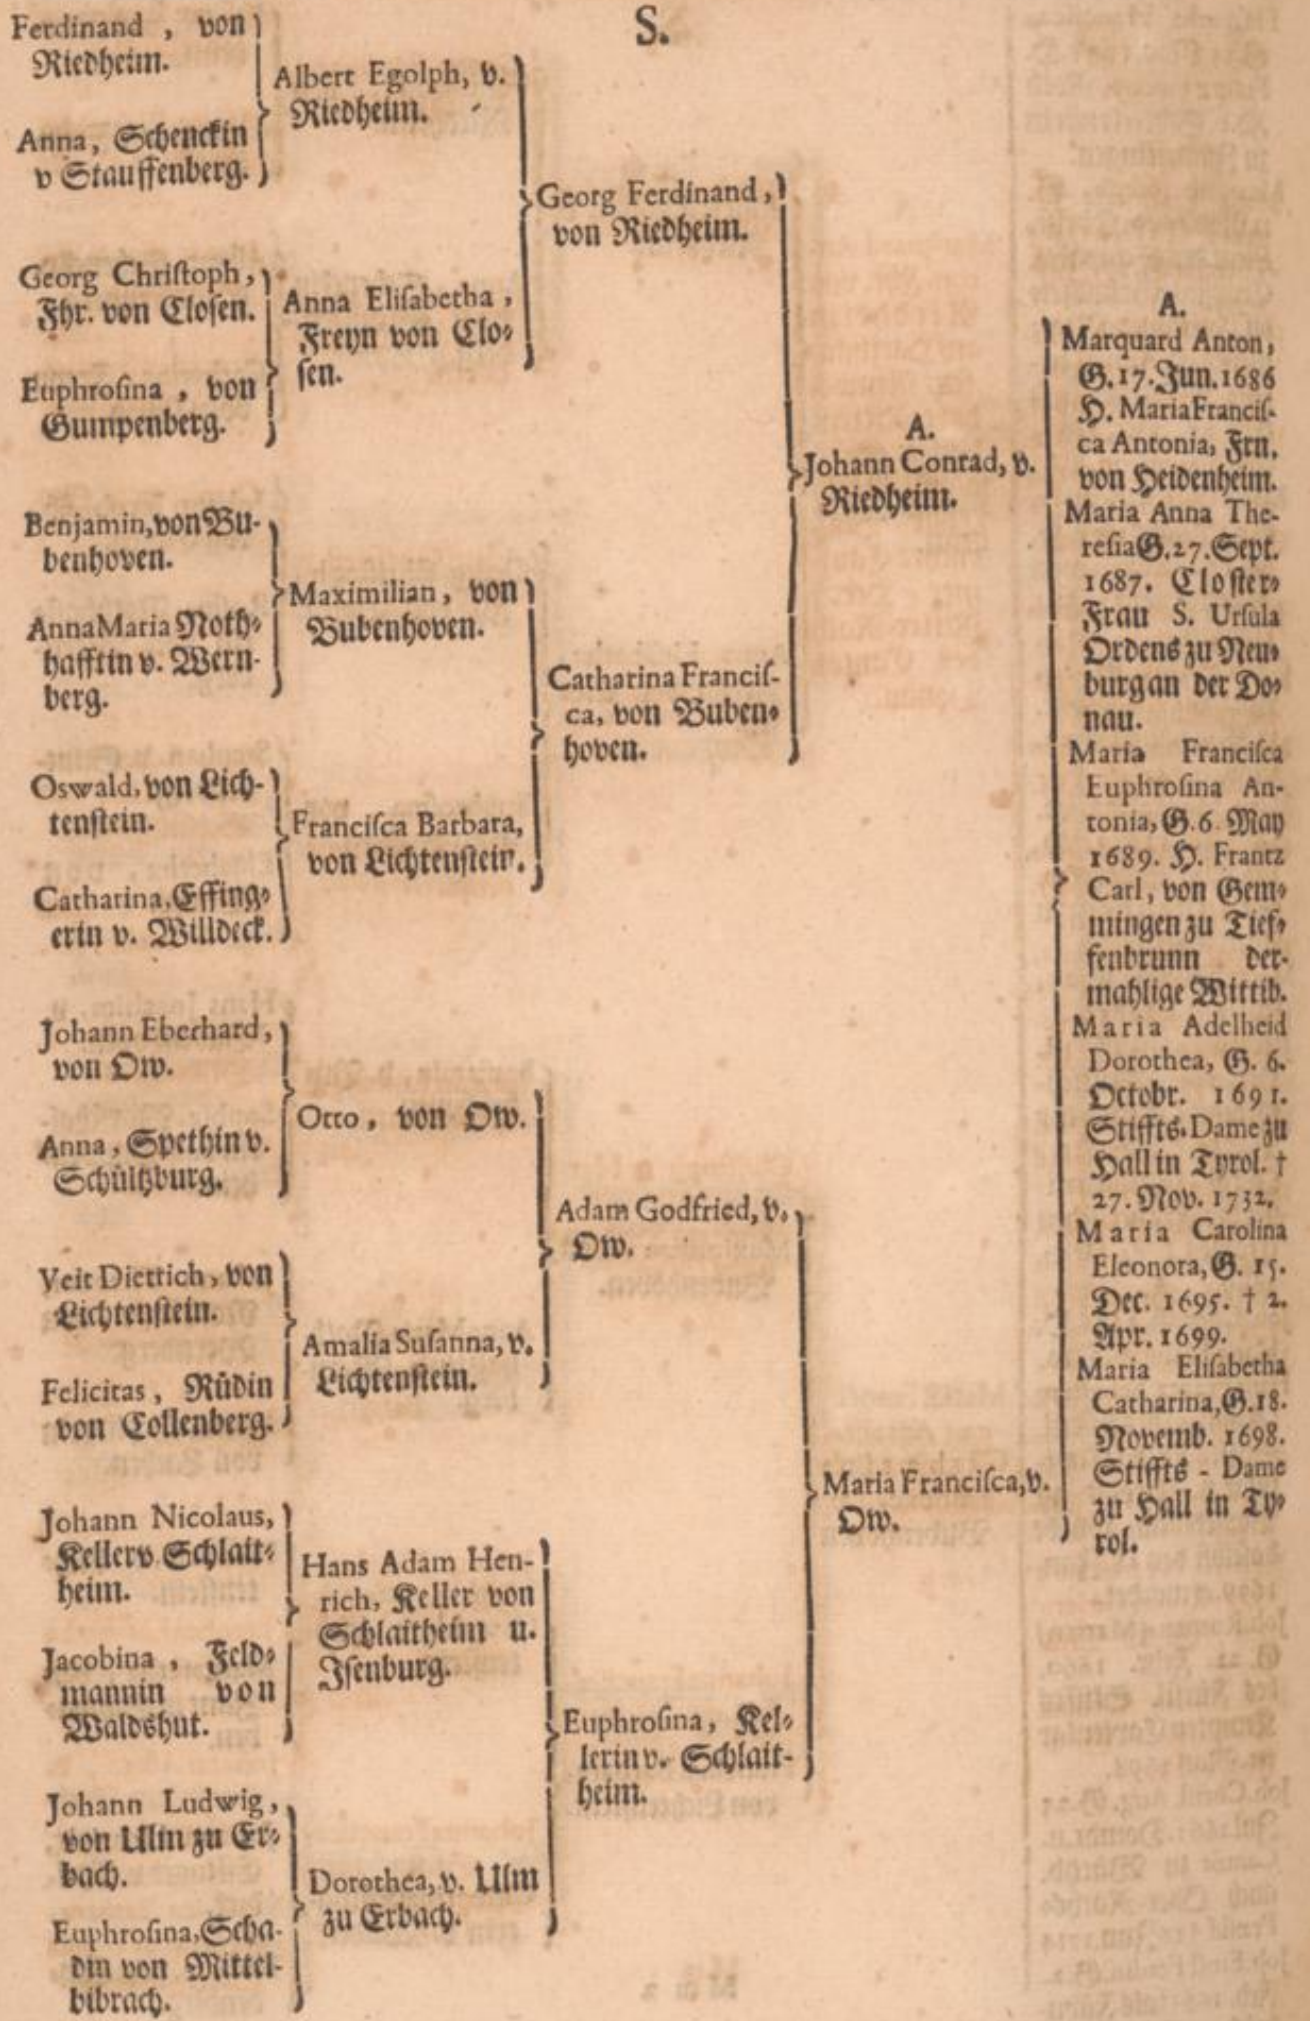 S.
Ferdinand , von
Riedheim.
Anna, Schenckin
v Stauffenberg.
Georg Chriſtoph,
Fhr. von Cloſen.
Euphroſina , von
Gumpenberg.
Benjamin, von Bu-
benhoven.
Anna Maria Noth-
hafftin v. Wern-
berg.
Oswald, von Lich-
tenſtein.
Catharina, Effing-
erin v. Willdeck.
Johann Eberhard,
von Ow.
Anna, Spethin v.
Schültzburg.
Veit Diettich, von
Lichtenſtein.
Felicitas, Rüdin
von Collenberg.
Johann Nicolaus,
Keller v Schlait-
heim.
Jacobina , Feld-
mannin von
Waldshut.
Johann Ludwig,
von Ulm zu Er-
bach.
Euphroſina, Scha-
din von Mittel-
bibrach.
Albert Egolph, v.
Riedheim.
Anna Eliſabetha ,
Freyn von Clo-
ſen.
Maximilian, von
Bubenhoven.
Franciſca Barbara,
von Lichtenſtein.
Otto, von Ow.
Amalia Suſanna, v.
Lichtenſtein.
Hans Adam Hen-
rich, Keller von
Schlaitheim u.
Iſenburg.
Dorothea, v. Ulm
zu Erbach.
Georg Ferdinand,
von Riedheim.
Catharina Franciſ-
ca, von Buben-
hoven.
Adam Godfried, v.
Ow.
Euphroſina, Kel-
lerin v. Schlait-
heim.
A.
Johann Conrad, v.
Riedheim.
Maria Franciſca, v.
Ow.
A.
Marquard Anton,
G. 17. Jun. 1686
H. Maria Franciſ-
ca Antonia, Frn.
von Heidenheim.
Maria Anna The-
reſia G. 27. Sept.
1687. Cloſter-
Frau S. Urſula
Ordens zu Neu-
burg an der Do-
nau.
Maria Franciſca
Euphroſina An-
tonia, G. 6. May
1689. H. Frantz
Carl, von Gem-
mingen zu Tief-
fenbrunn der-
mahlige Wittib.
Maria Adelheid
Dorothea, G. 6.
Octobr. 1691.
Stiffts-Dame zu
Hall in Tyrol. †
27. Nov. 1732.
Maria Carolina
Eleonora, G. 15.
Dec. 1695. † 2.
Apr. 1699.
Maria Eliſabetha
Catharina, G. 18.
Novemb. 1698.
Stiffts - Dame
zu Hall in Ty-
rol.